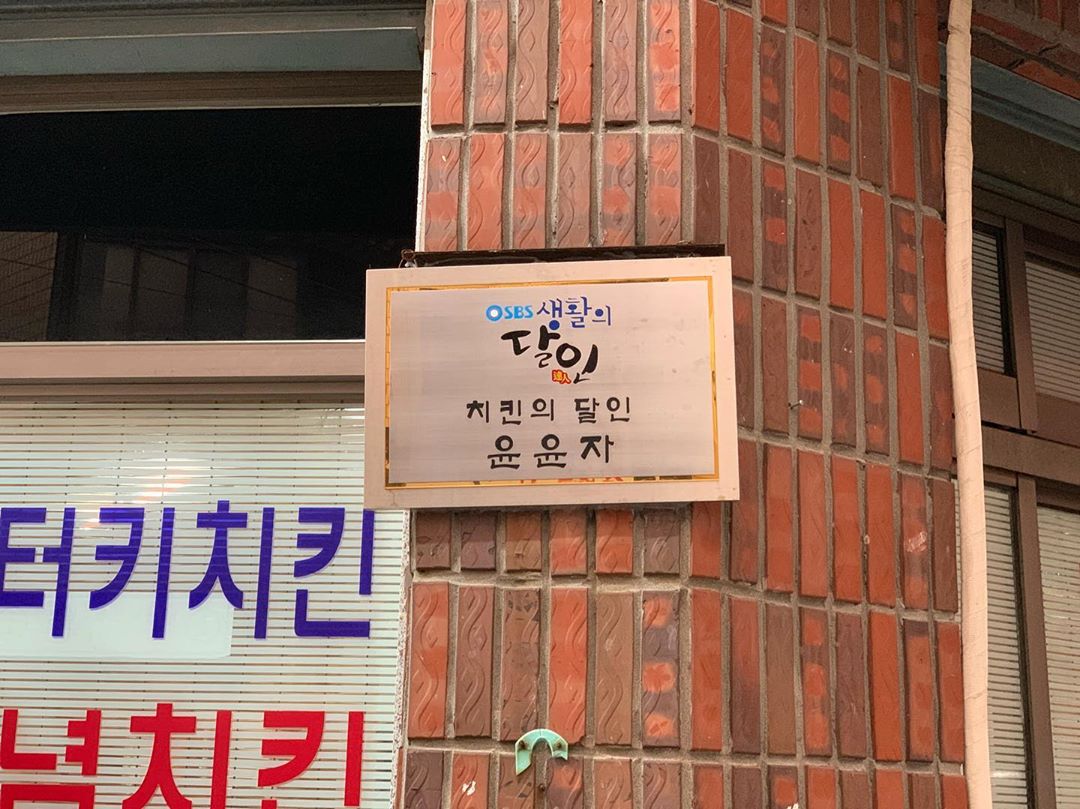 SBS 생활의
달인
達人
치킨의 달인
윤윤자
터키치킨
념치킨